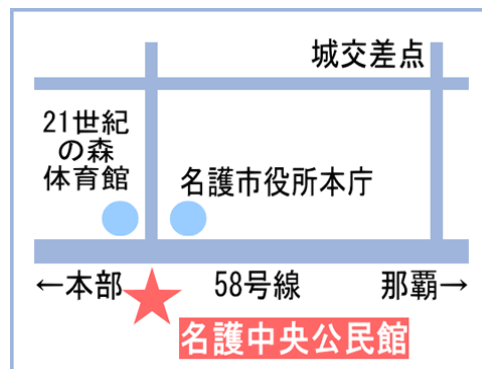 城交差点
21世紀
の森
体育館
名護市役所本庁
←本部
58号線
那覇→
名護中央公民館